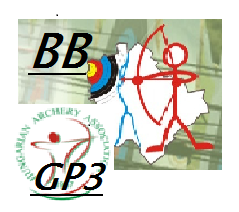 BB
HUNGARIAN ARCHERY ASSOCIATION
GP3